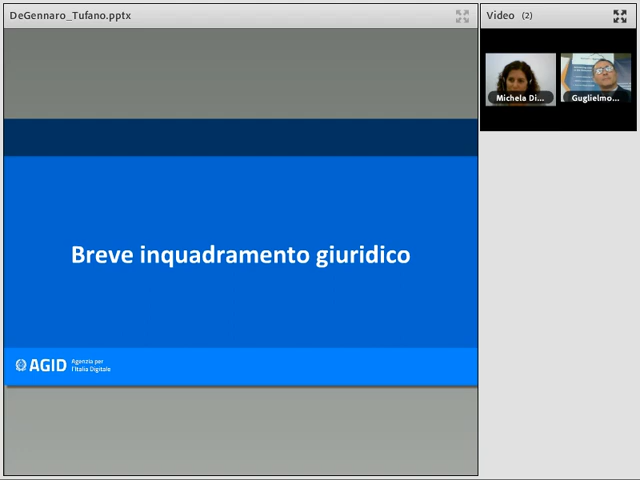 DeGennaro_Tufano.pptx
Video (2)
Michela Di...
Guglielmo...
Breve inquadramento giuridico
AGID
Agenzia per
l'Italia Digitale